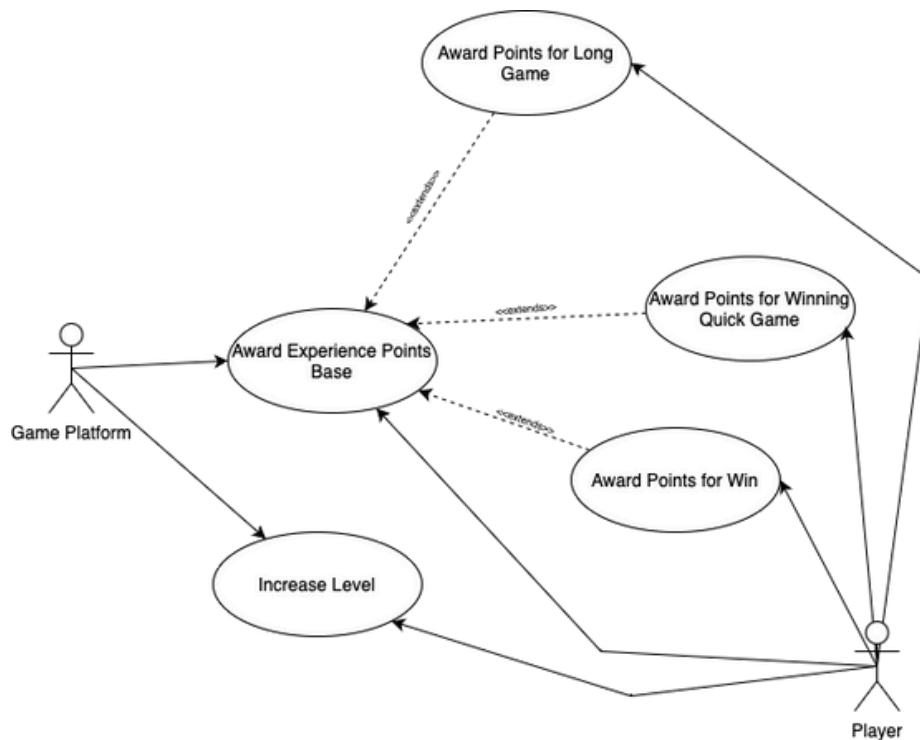 Award Points for Long
Game
<<extends>>
Award Points for Winning
Quick Game
<<extends>>
Award Experience Points
Base
Game Platform
<<extends>>
Award Points for Win
Increase Level
Player